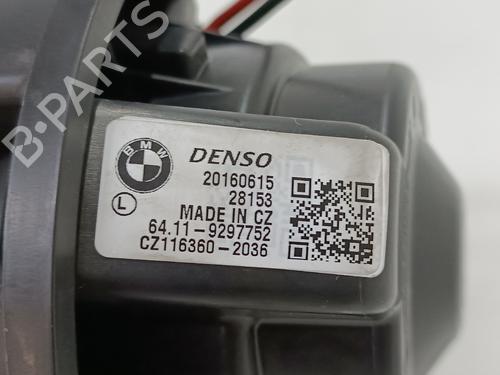 B-PARTS
BMW
DENSO
20160615
28153
L
MADE IN CZ
64.11-9297752
CZ116360-2036